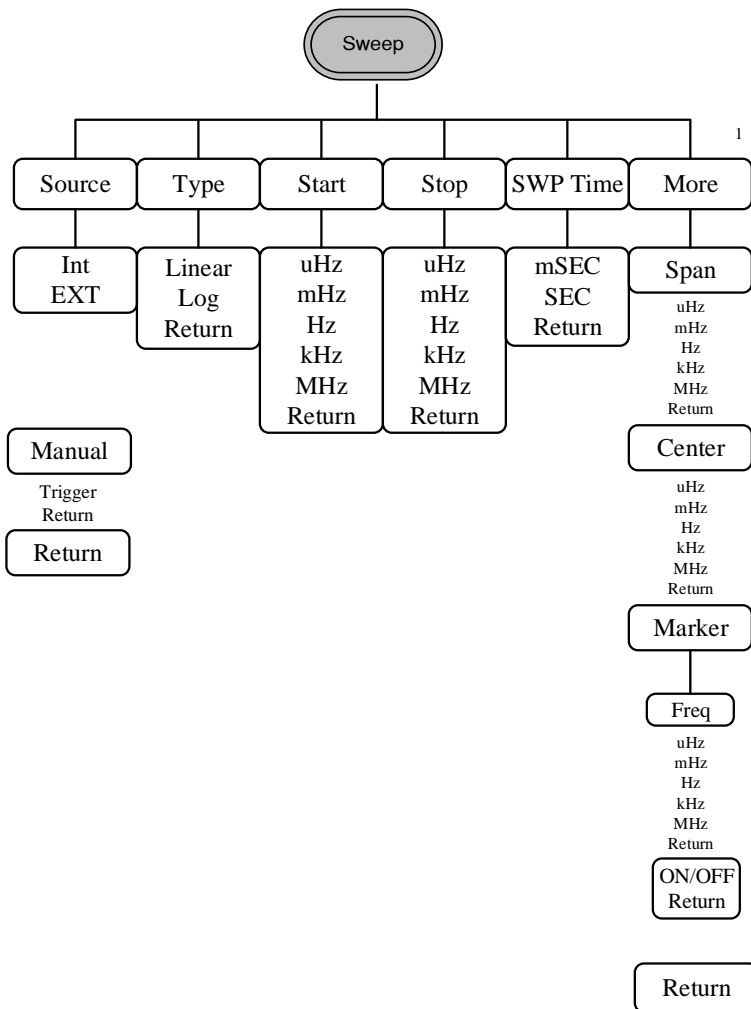 Sweep
1
Source
Type
Start
Stop
SWP Time
More
Int
EXT
Linear
Log
Return
uHz
mHz
Hz
kHz
MHz
Return
uHz
mHz
Hz
kHz
MHz
Return
mSEC
SEC
Return
Span
uHz
mHz
Hz
kHz
MHz
Return
Manual
Trigger
Return
Return
Center
uHz
mHz
Hz
kHz
MHz
Return
Marker
Freq
uHz
mHz
Hz
kHz
MHz
Return
ON/OFF
Return
Return